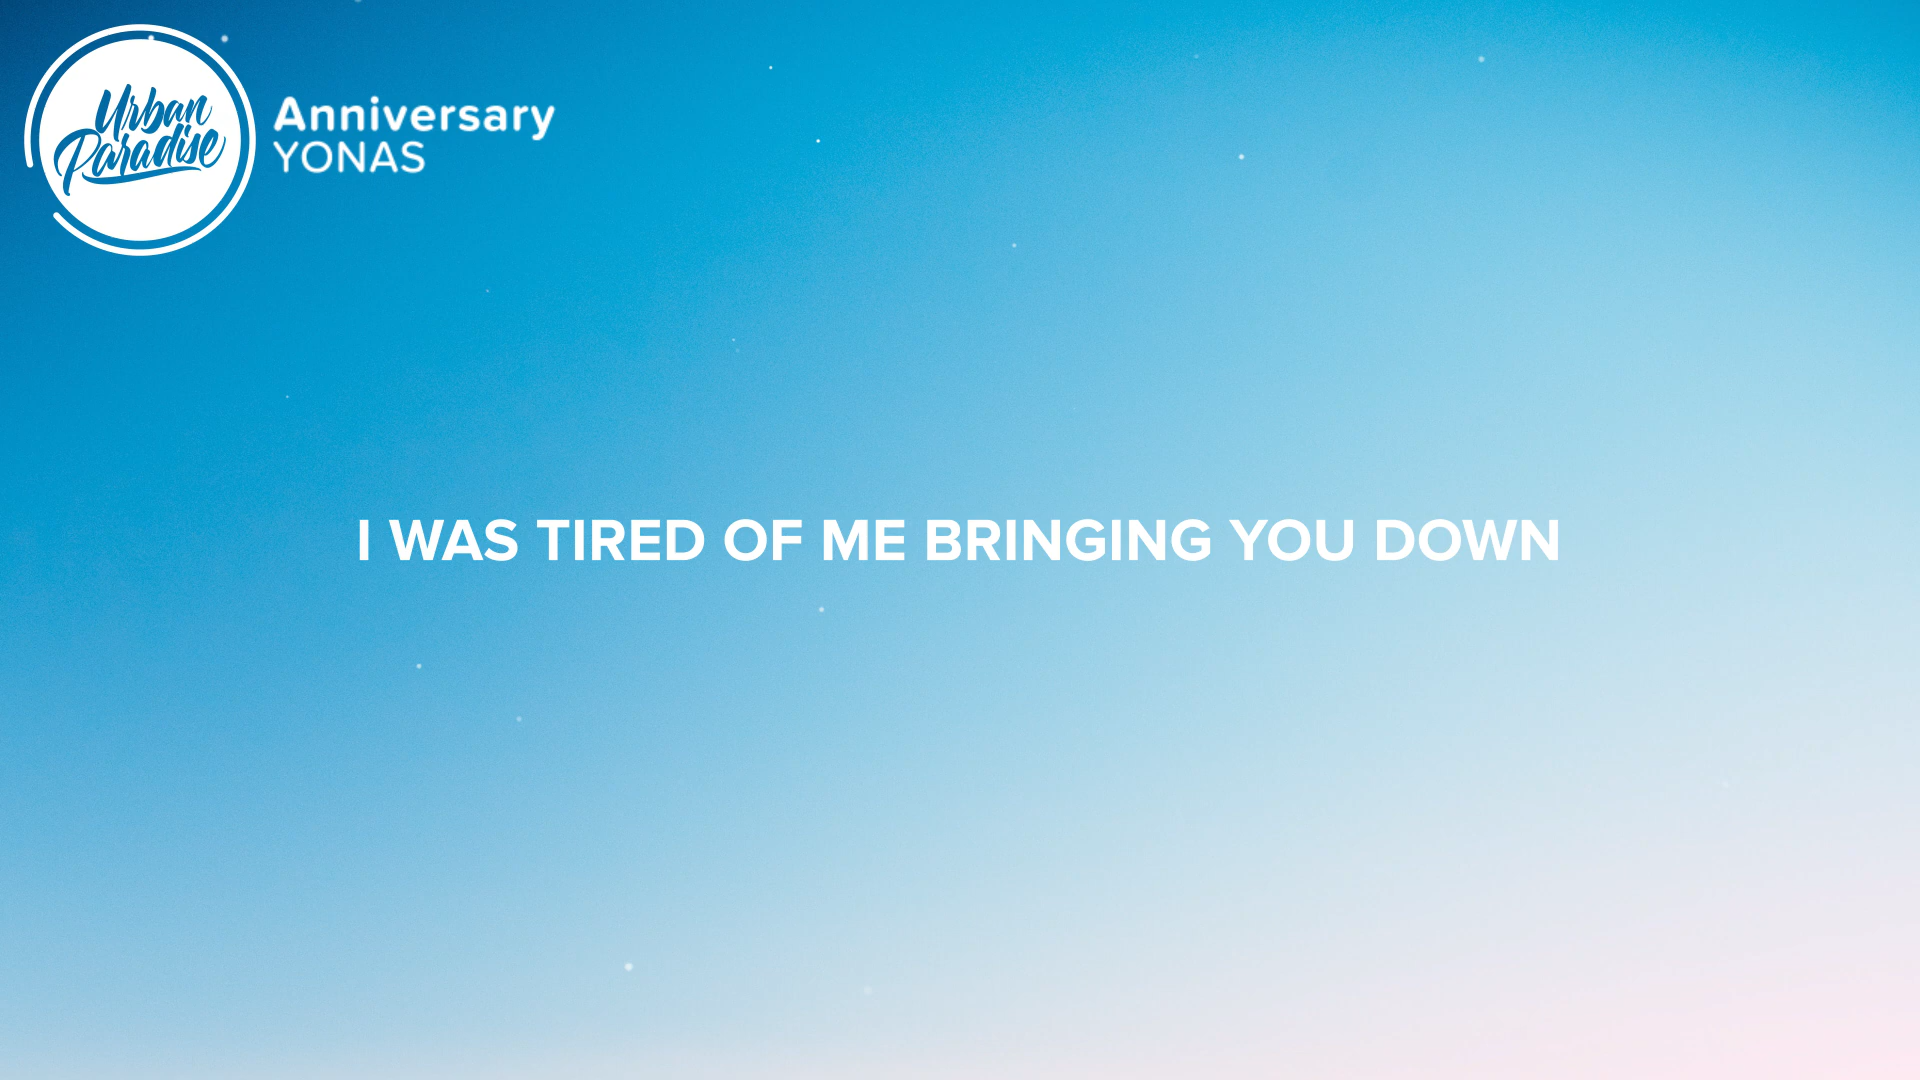 Urban
Paradise
Anniversary
YONAS
I WAS TIRED OF ME BRINGING YOU DOWN